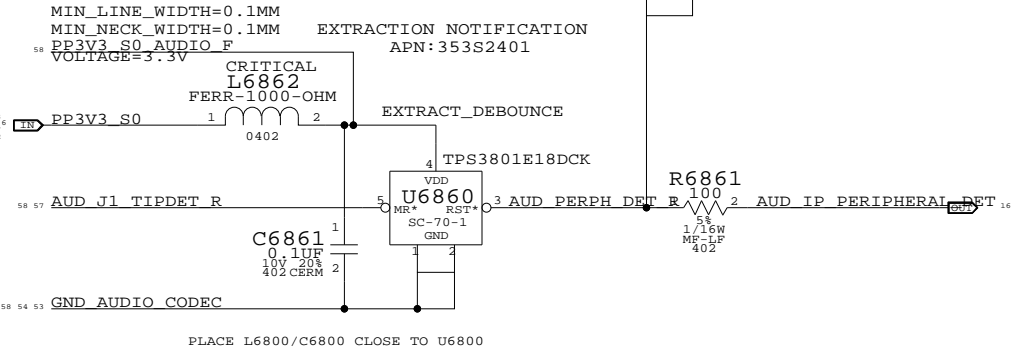 MIN_LINE_WIDTH=0.1MM
MIN_NECK_WIDTH=0.1MM
EXTRACTION NOTIFICATION
58 PP3V3_S0_AUDIO_F
APN:353S2401
VOLTAGE=3.3V
CRITICAL
L6862
FERR-1000-OHM
EXTRACT_DEBOUNCE
6 IN PP3V3_S0
1 2
0402
4 TPS3801E18DCK
VDD
R6861
U6860
100
58 57 AUD_J1_TIPDET_R
5 MR* RST* 3
AUD_PERPH_DET_R
1 2
AUD_IP_PERIPHERAL_DET
OUT 16
SC-70-1
5%
1/16W
MF-LF
402
GND
1 2
C6861
1
0.1UF
10V 20%
402 CERM
2
58 54 53 GND_AUDIO_CODEC
PLACE L6800/C6800 CLOSE TO U6800